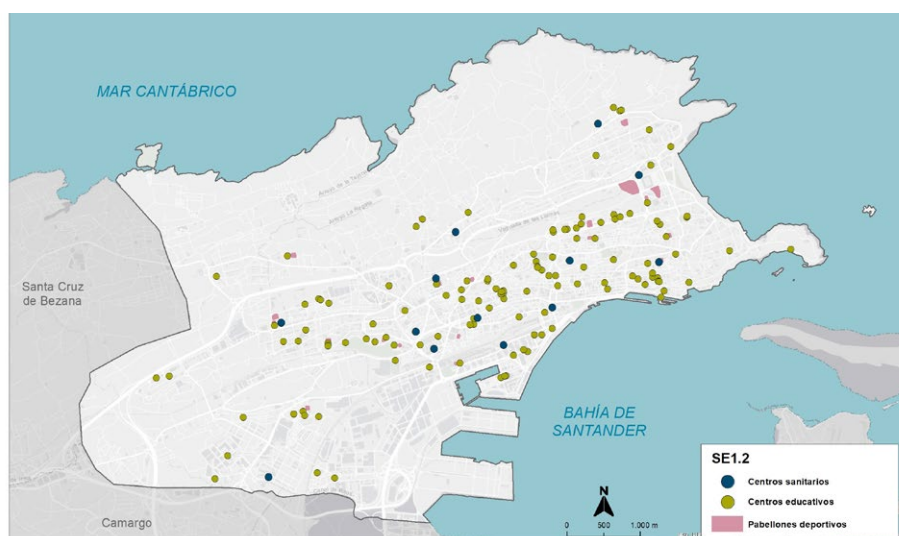 MAR CANTÁBRICO
Santa Cruz
de Bezana
BAHÍA DE
SANTANDER
Camargo
SE1.2
Centros sanitarios
Centros educativos
Pabellones deportivos
N
0 500 1.000 m